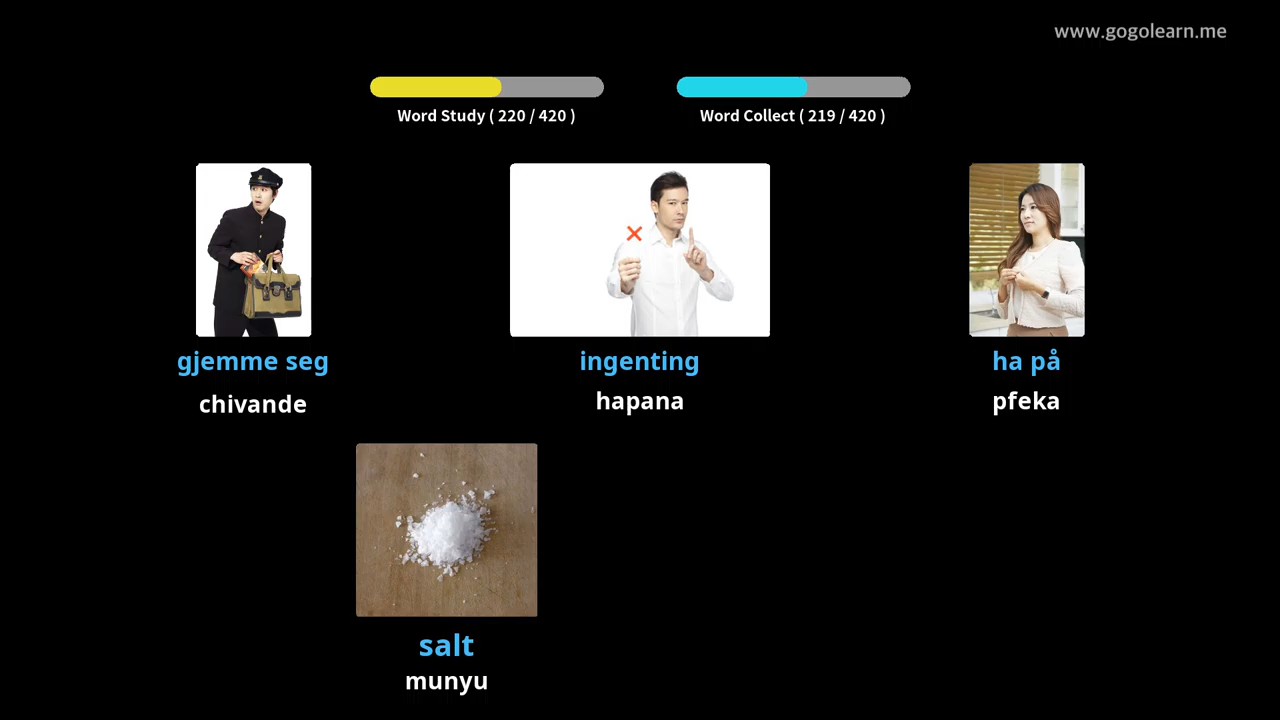 www.gogolearn.me
Word Study ( 220 / 420 )
Word Collect ( 219 / 420 )
gjemme seg
chivande
ingenting
hapana
ha på
pfeka
salt
munyu